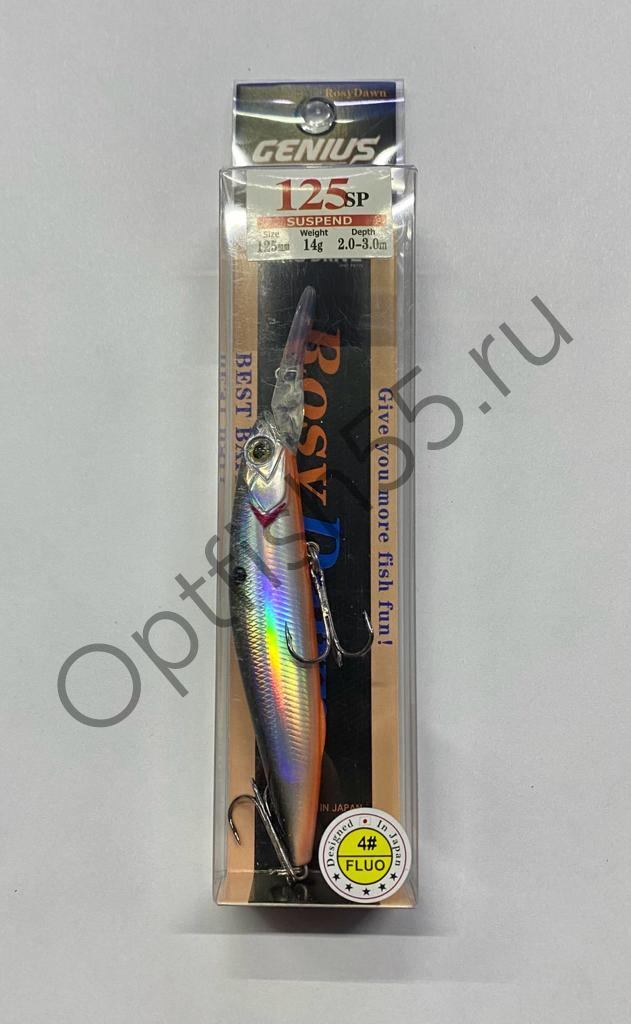 RosyDawn
GENIUS
125SP
SUSPEND
Size Weight Depth
125mm 14g 2.0-3.0m
Rosy
BEST
Give you more fish fun!
IN JAPAN
Designed In Japan
4#
FLUO
Optfish155.ru